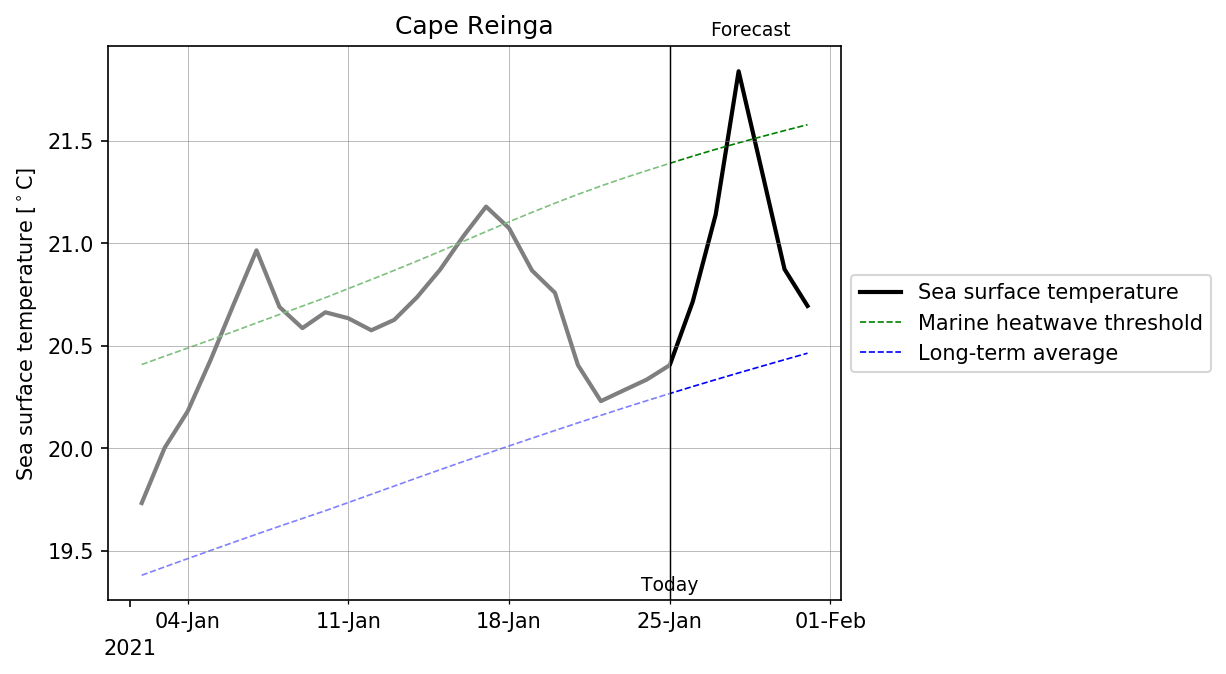 Cape Reinga
Forecast
Sea surface temperature [°C]
21.5
21.0
20.5
20.0
19.5
Today
04-Jan
11-Jan
18-Jan
25-Jan
01-Feb
2021
Sea surface temperature
Marine heatwave threshold
Long-term average